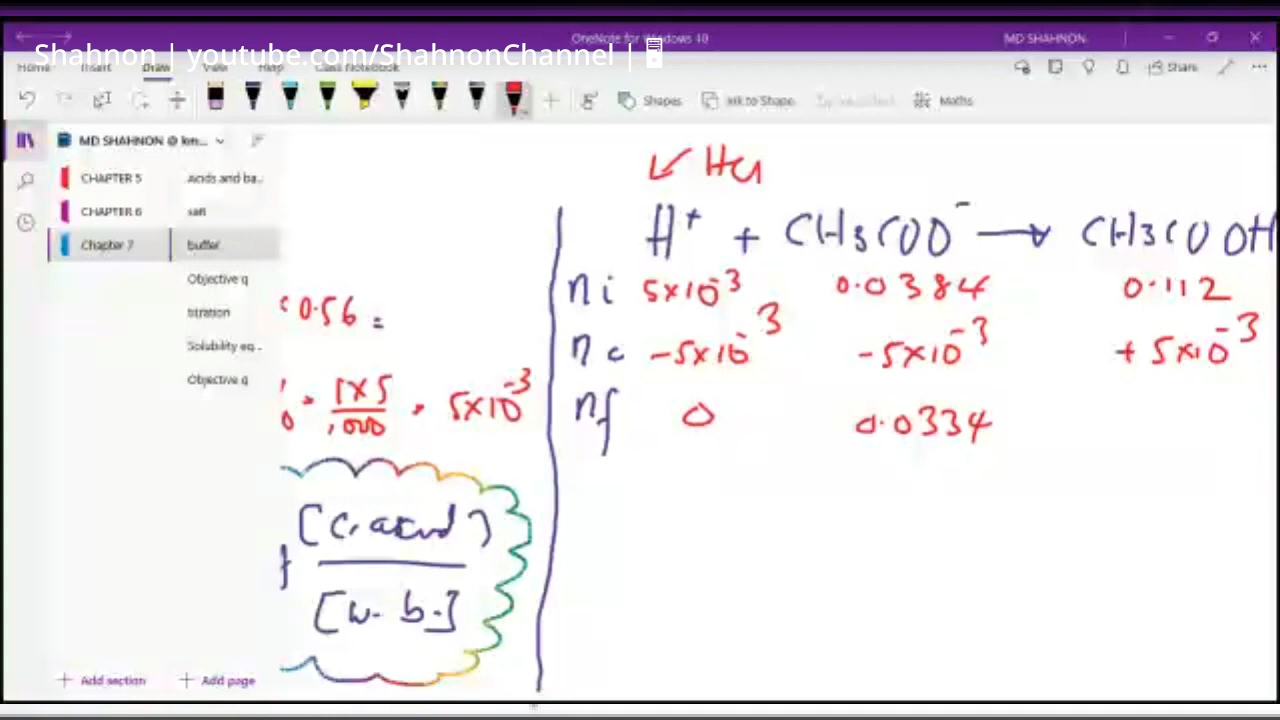 Shahnon | youtube.com/ShahnonChannel |
OneNote for Windows 10
MD SHAHNON
Home Insert Draw View Help Class Notebook
Share
Shapes Ink to Shape Maths
MD SHAHNON @ km...
CHAPTER 5
CHAPTER 6
Chapter 7
Acids and ba..
salt
buffer
Objective q
titration
Solubility eq..
Objective q
Add section
Add page
0.56 =
1×5/1000 = 5×10⁻³
[C. acid]
[w. b.]
↙ HCl
H⁺ + CH3COO⁻ → CH3COOH
ni 5×10⁻³ 0.0384 0.112
nc -5×10⁻³ -5×10⁻³ +5×10⁻³
nf 0 0.0334